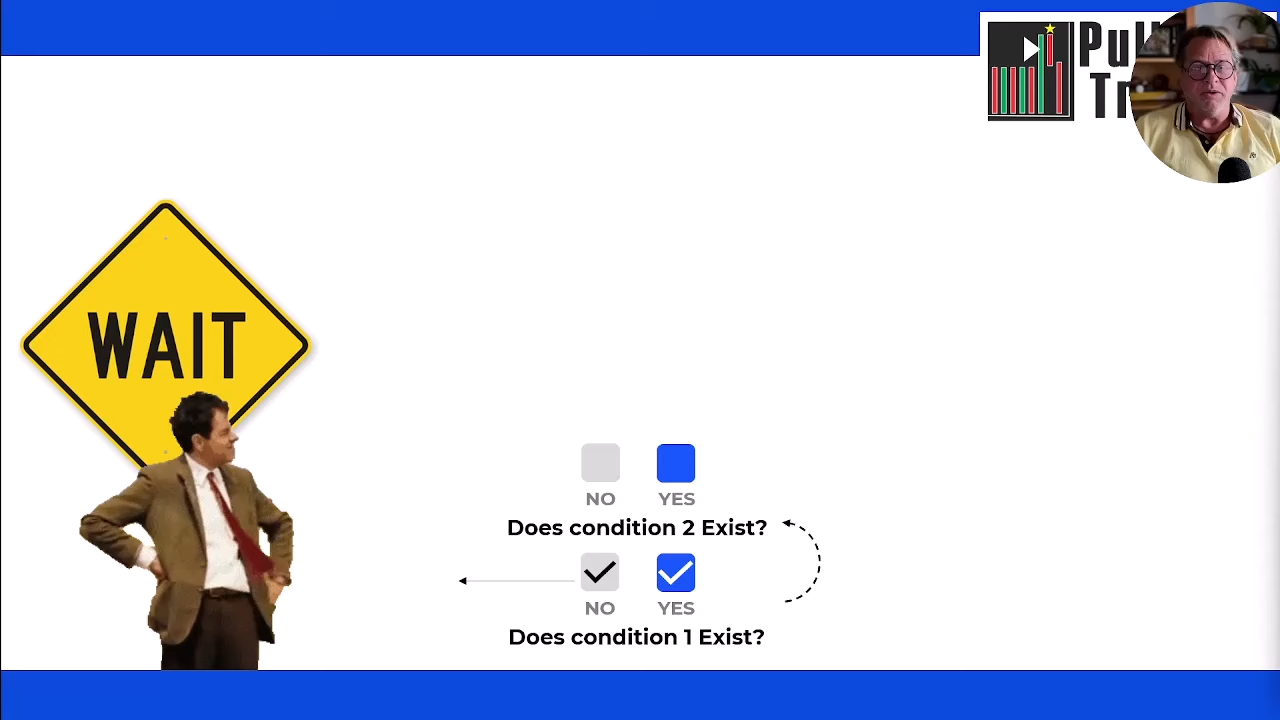 WAIT
NO YES
Does condition 2 Exist?
NO YES
Does condition 1 Exist?